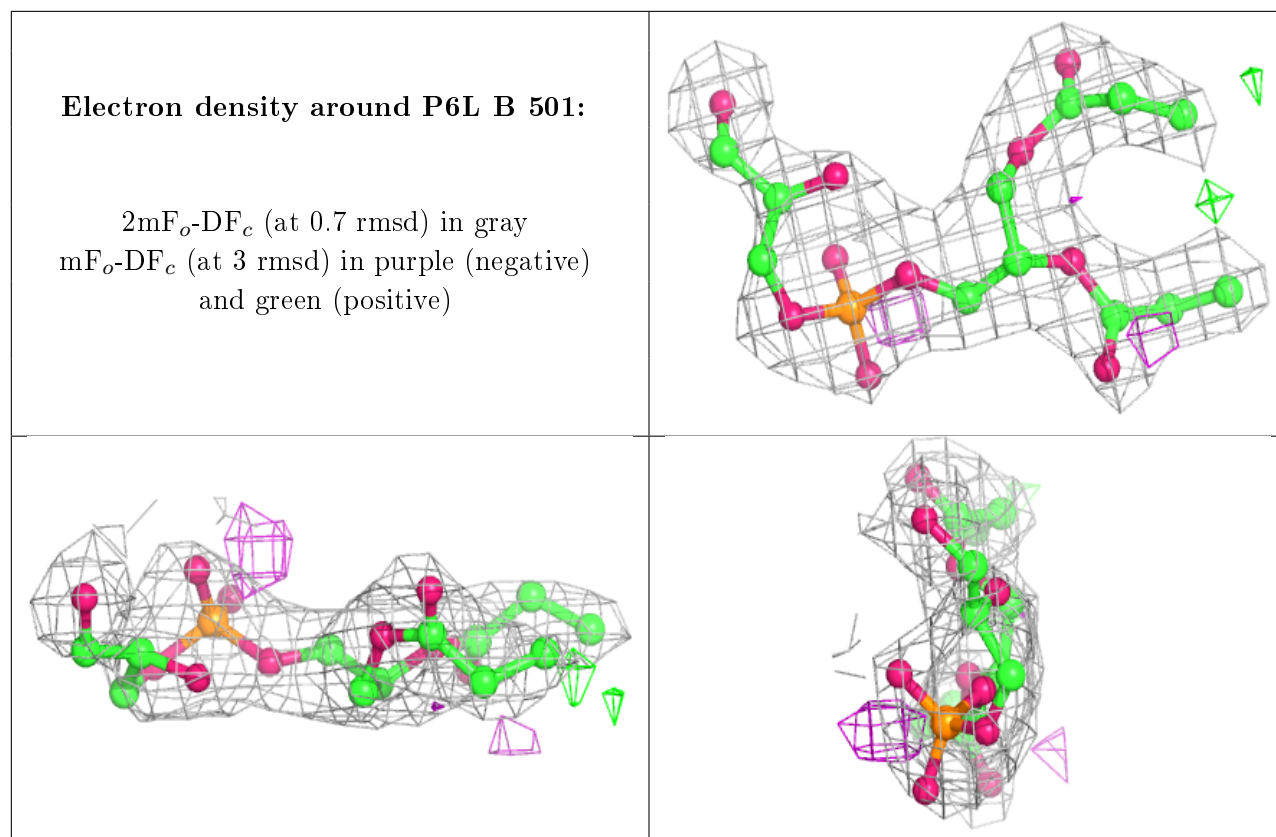 Electron density around P6L B 501:
2mFo-DFc (at 0.7 rmsd) in gray
mFo-DFc (at 3 rmsd) in purple (negative)
and green (positive)